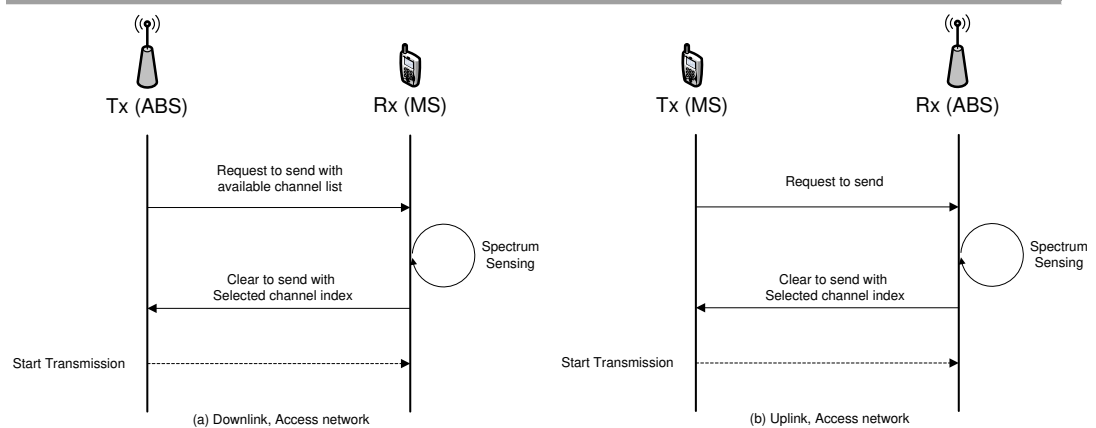 Tx (ABS)
Rx (MS)
Request to send with
available channel list
Spectrum
Sensing
Clear to send with
Selected channel index
Start Transmission
(a) Downlink, Access network
Tx (MS)
Rx (ABS)
Request to send
Spectrum
Sensing
Clear to send with
Selected channel index
Start Transmission
(b) Uplink, Access network